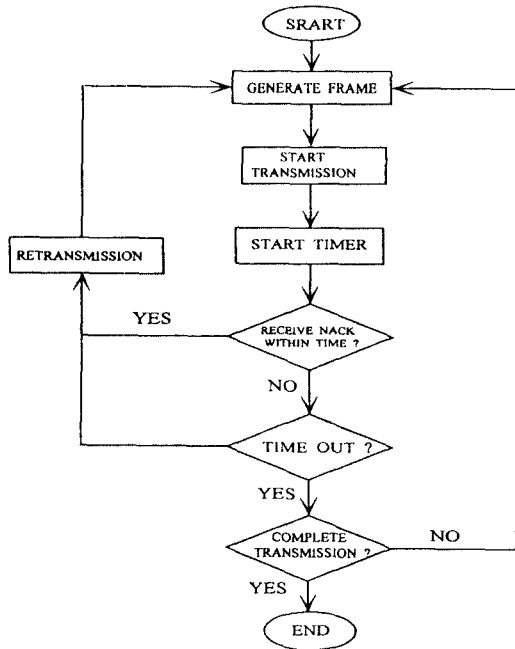 SRART
GENERATE FRAME
START
TRANSMISSION
START TIMER
RETRANSMISSION
YES
RECEIVE NACK
WITHIN TIME ?
NO
TIME OUT ?
YES
COMPLETE
TRANSMISSION ?
NO
YES
END